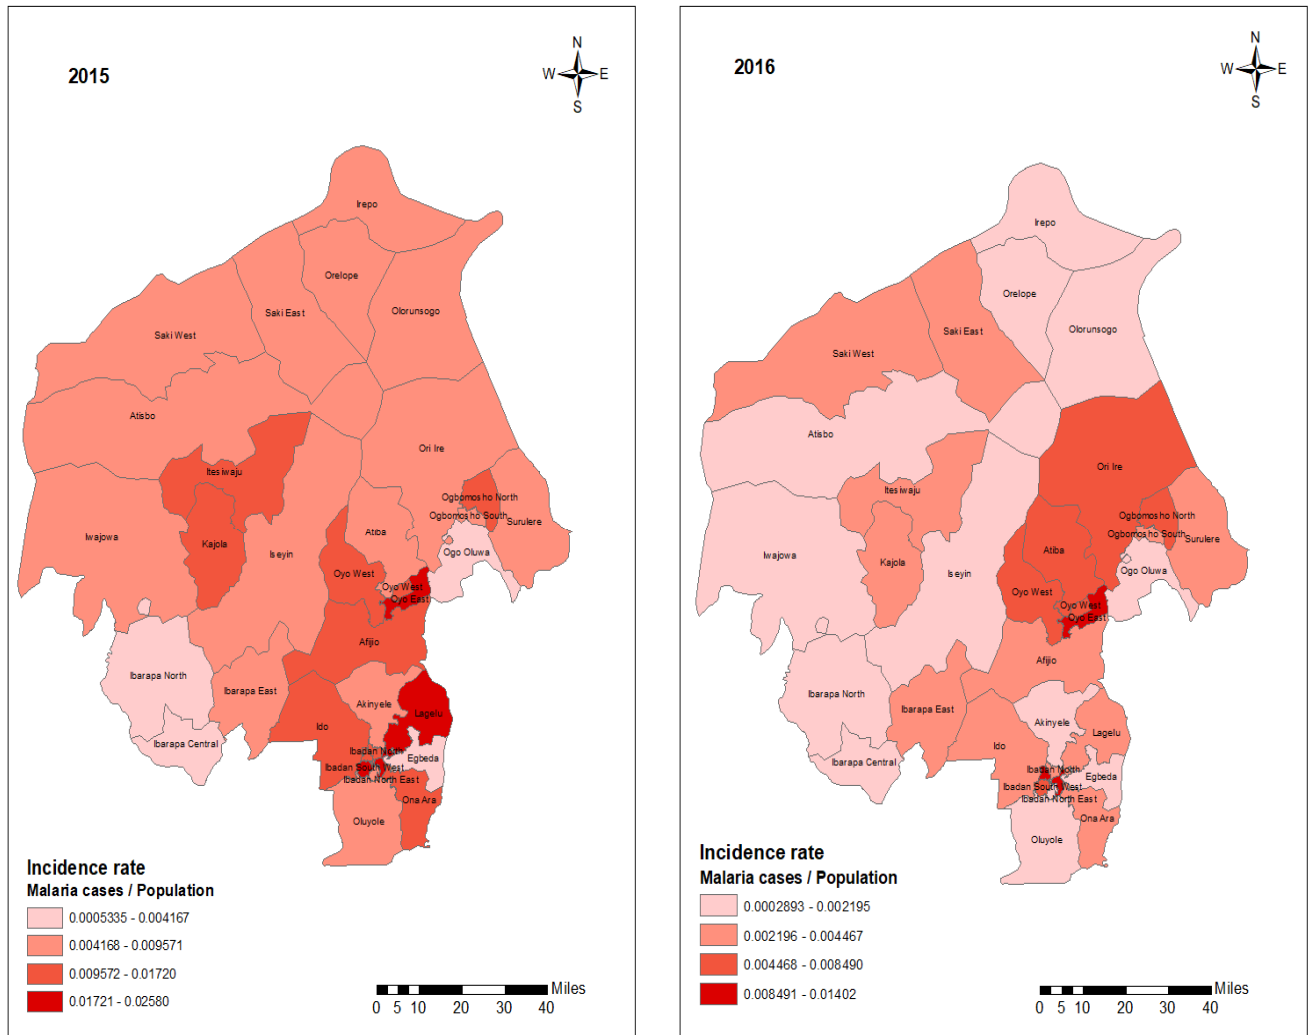 2015
N
W E
S
Irepo
Orelope
Saki East
Olorunsogo
Saki West
Atisbo
Ori Ire
Itesiwaju
Ogbomosho North
Ogbomosho South
Surulere
Iwajowa
Kajola
Iseyin
Atiba
Ogo Oluwa
Oyo West
Oyo West
Oyo East
Afijio
Ibarapa North
Ibarapa East
Akinyele
Lagelu
Ido
Ibarapa Central
Ibadan North
Egbeda
Ibadan South West
Ibadan North East
Ona Ara
Oluyole
Incidence rate
Malaria cases / Population
0.0005335 - 0.004167
0.004168 - 0.009571
0.009572 - 0.01720
0.01721 - 0.02580
Miles
0 5 10 20 30 40
2016
N
W E
S
Irepo
Orelope
Olorunsogo
Saki East
Saki West
Atisbo
Ori Ire
Itesiwaju
Ogbomosho North
Ogbomosho South
Surulere
Iwajowa
Kajola
Iseyin
Atiba
Ogo Oluwa
Oyo West
Oyo West
Oyo East
Afijio
Ibarapa North
Ibarapa East
Akinyele
Lagelu
Ido
Ibarapa Central
Ibadan North
Egbeda
Ibadan South West
Ibadan North East
Ona Ara
Oluyole
Incidence rate
Malaria cases / Population
0.0002893 - 0.002195
0.002196 - 0.004467
0.004468 - 0.008490
0.008491 - 0.01402
Miles
0 5 10 20 30 40